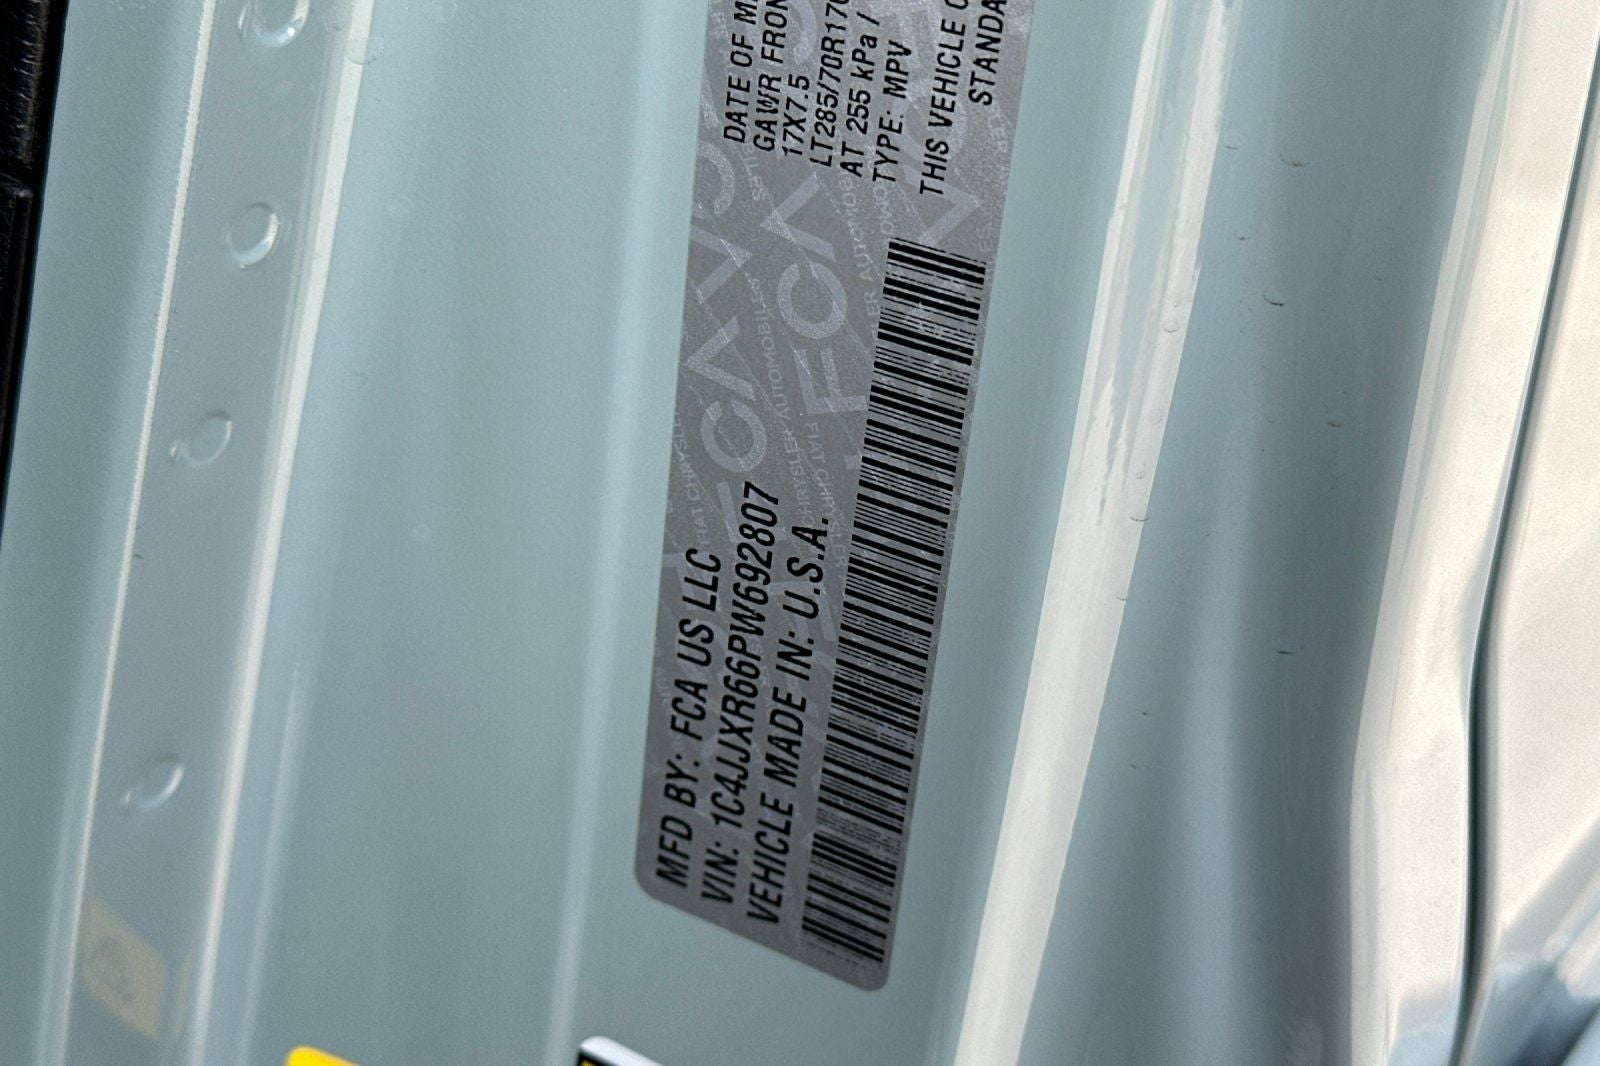 MFD BY: FCA US LLC
VIN: 1C4JJXR66PW692807
VEHICLE MADE IN: U.S.A.
DATE OF M
GAWR FRON
17X7.5
LT285/70R17C
AT 255 kPa /
TYPE: MPV
THIS VEHICLE C
STANDA